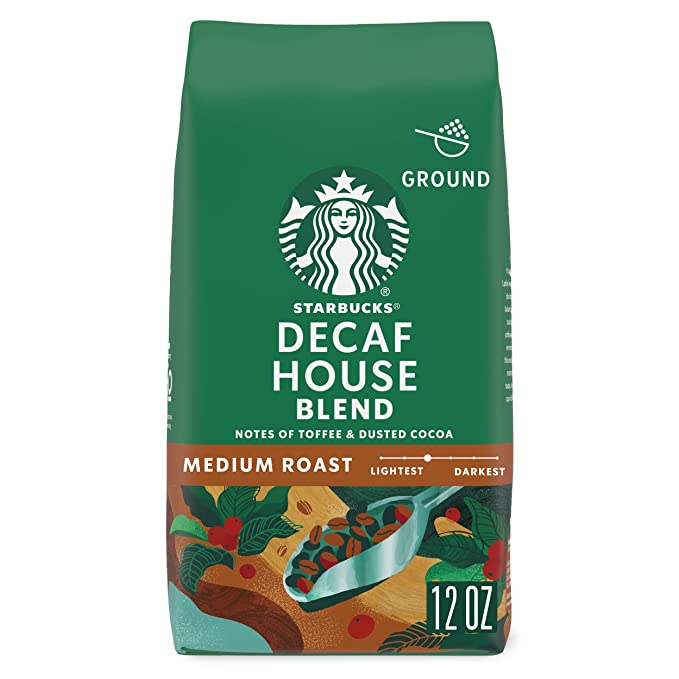 GROUND
STARBUCKS®
DECAF
HOUSE
BLEND
NOTES OF TOFFEE & DUSTED COCOA
MEDIUM ROAST
LIGHTEST DARKEST
12 OZ